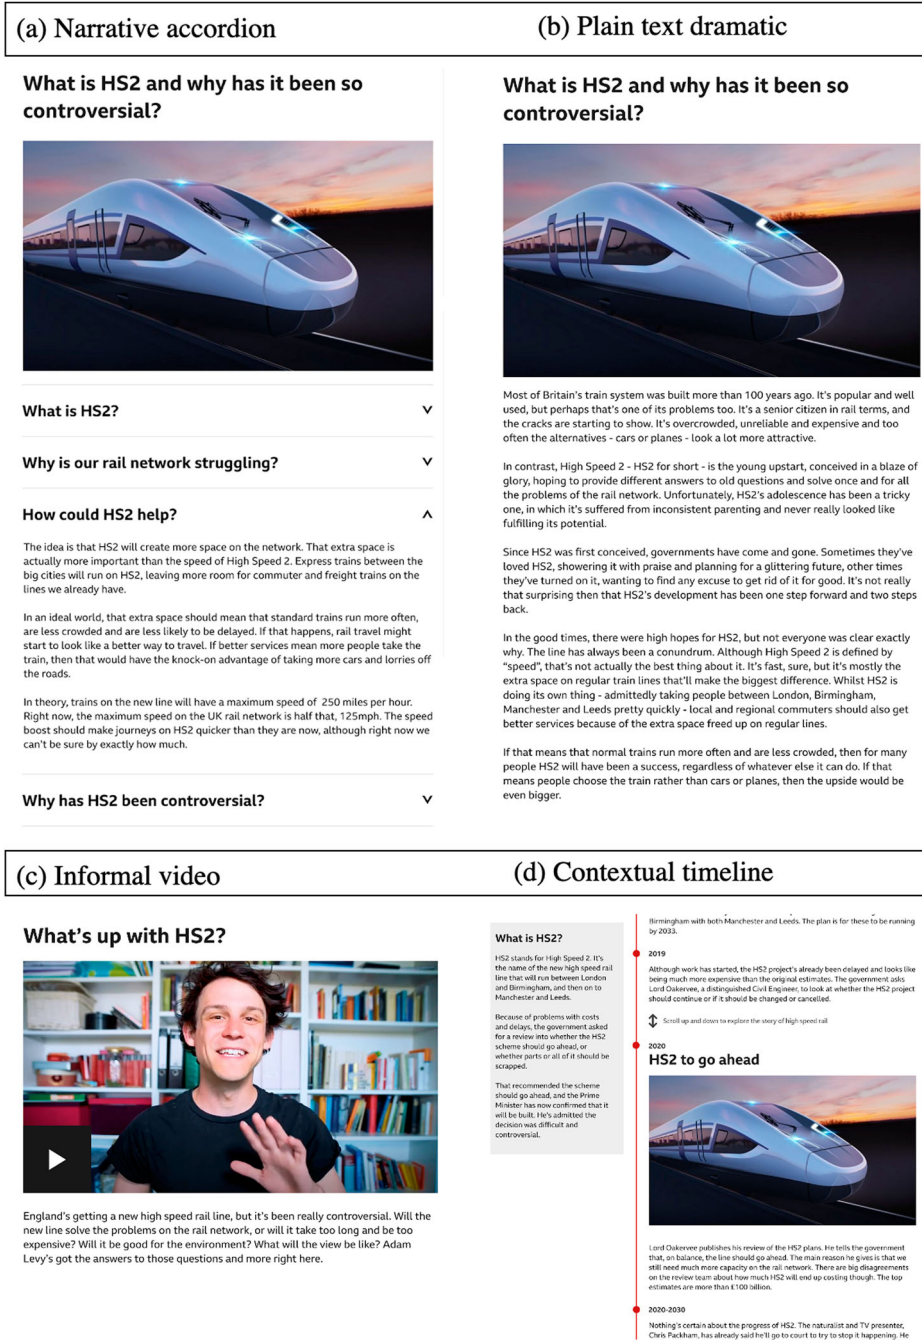 (a) Narrative accordion
What is HS2 and why has it been so
controversial?
What is HS2?
Why is our rail network struggling?
How could HS2 help?
The idea is that HS2 will create more space on the network. That extra space is
actually more important than the speed of High Speed 2. Express trains between the
big cities will run on HS2, leaving more room for commuter and freight trains on the
lines we already have.
In an ideal world, that extra space should mean that standard trains run more often,
are less crowded and are less likely to be delayed. If that happens, rail travel might
start to look like a better way to travel. If better services mean more people take the
train, then that would have the knock-on advantage of taking more cars and lorries off
the roads.
In theory, trains on the new line will have a maximum speed of 250 miles per hour.
Right now, the maximum speed on the UK rail network is half that, 125mph. The speed
boost should make journeys on HS2 quicker than they are now, although right now we
can't be sure by exactly how much.
Why has HS2 been controversial?
(b) Plain text dramatic
What is HS2 and why has it been so
controversial?
Most of Britain's train system was built more than 100 years ago. It's popular and well
used, but perhaps that's one of its problems too. It's a senior citizen in rail terms, and
the cracks are starting to show. It's overcrowded, unreliable and expensive and too
often the alternatives - cars or planes - look a lot more attractive.
In contrast, High Speed 2 - HS2 for short - is the young upstart, conceived in a blaze of
glory, hoping to provide different answers to old questions and solve once and for all
the problems of the rail network. Unfortunately, HS2's adolescence has been a tricky
one, in which it's suffered from inconsistent parenting and never really looked like
fulfilling its potential.
Since HS2 was first conceived, governments have come and gone. Sometimes they've
loved HS2, showering it with praise and planning for a glittering future, other times
they've turned on it, wanting to find any excuse to get rid of it for good. It's not really
that surprising then that HS2's development has been one step forward and two steps
back.
In the good times, there were high hopes for HS2, but not everyone was clear exactly
why. The line has always been a conundrum. Although High Speed 2 is defined by
"speed", that's not actually the best thing about it. It's fast, sure, but it's mostly the
extra space on regular train lines that'll make the biggest difference. Whilst HS2 is
doing its own thing - admittedly taking people between London, Birmingham,
Manchester and Leeds pretty quickly - local and regional commuters should also get
better services because of the extra space freed up on regular lines.
If that means that normal trains run more often and are less crowded, then for many
people HS2 will have been a success, regardless of whatever else it can do. If that
means people choose the train rather than cars or planes, then the upside would be
even bigger.
(c) Informal video
What's up with HS2?
England's getting a new high speed rail line, but it's been really controversial. Will the
new line solve the problems on the rail network, or will it take too long and be too
expensive? Will it be good for the environment? What will the view be like? Adam
Levy's got the answers to those questions and more right here.
(d) Contextual timeline
What is HS2?
HS2 stands for High Speed 2. It's
the name of the new high speed rail
line that will run between London
and Birmingham, and then on to
Manchester and Leeds.
Because of problems with costs
and delays, the government asked
for a review into whether the HS2
scheme should go ahead, or
whether parts or all of it should be
scrapped.
That recommended the scheme
should go ahead, and the Prime
Minister has now confirmed that it
will be built. He's admitted the
decision was difficult and
controversial.
Birmingham with both Manchester and Leeds. The plan is for these to be running
by 2033.
2019
Although work has started, the HS2 project's already been delayed and looks like
being much more expensive than the original estimates. The government asks
Lord Oakervee, a distinguished Civil Engineer, to look at whether the HS2 project
should continue or if it should be changed or cancelled.
Scroll up and down to explore the story of high speed rail
2020
HS2 to go ahead
Lord Oakervee publishes his review of the HS2 plans. He tells the government
that, on balance, the line should go ahead. The main reason he gives is that we
still need much more capacity on the rail network. There are big disagreements
on the review team about how much HS2 will end up costing though. The top
estimates are more than £100 billion.
2020-2030
Nothing's certain about the progress of HS2. The naturalist and TV presenter,
Chris Packham, has already said he'll go to court to try to stop it happening. He